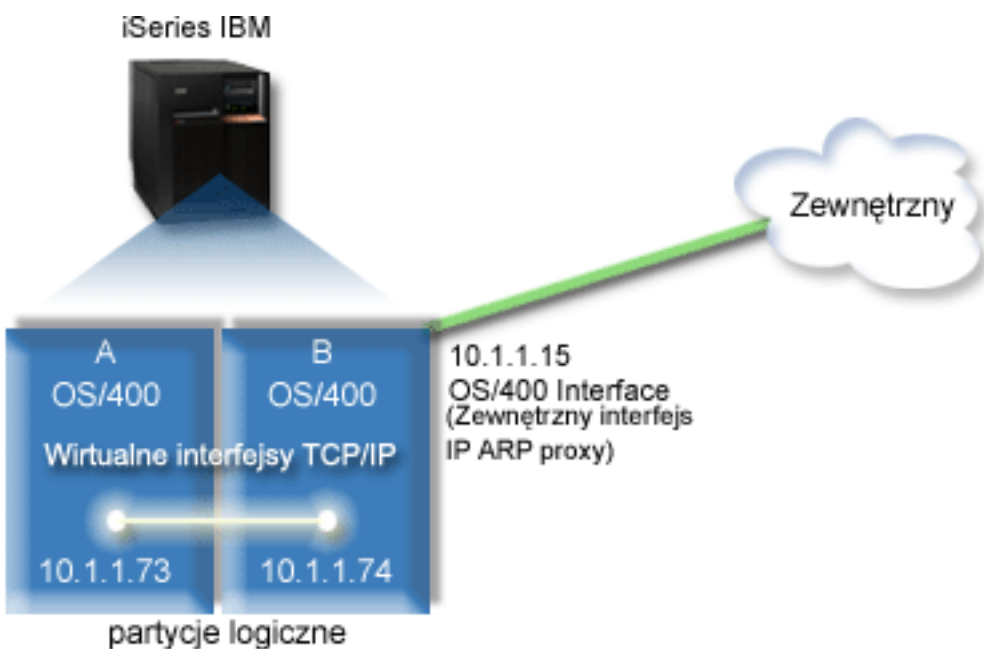 iSeries IBM
Zewnętrzny
A
OS/400
B
OS/400
Wirtualne interfejsy TCP/IP
10.1.1.73
10.1.1.74
partycje logiczne
10.1.1.15
OS/400 Interface
(Zewnętrzny interfejs
IP ARP proxy)